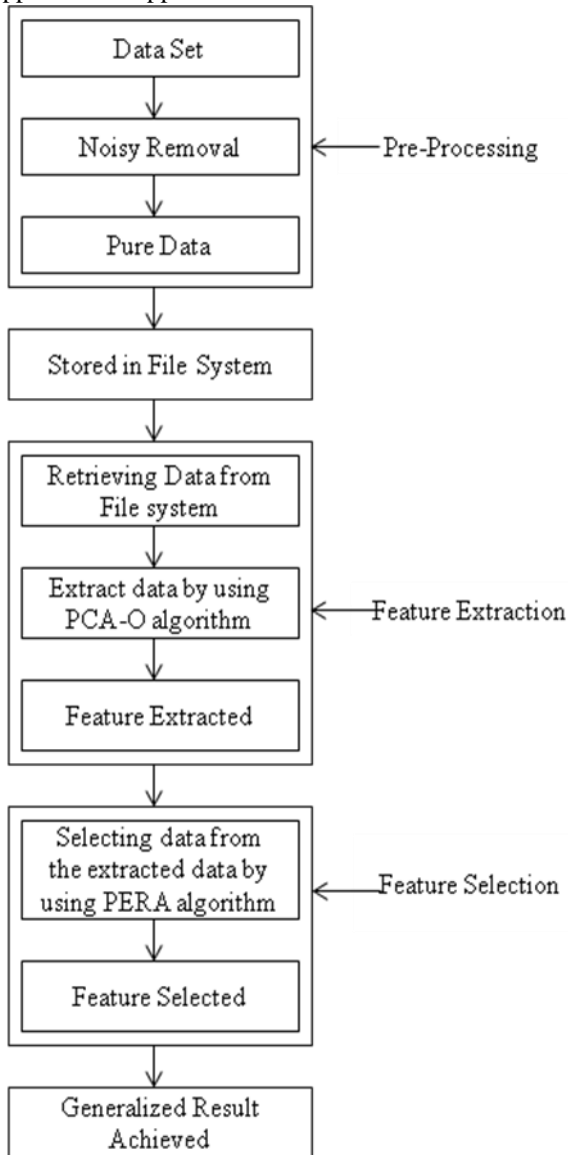 Data Set
Noisy Removal
Pre-Processing
Pure Data
Stored in File System
Retrieving Data from
File system
Extract data by using
PCA-O algorithm
Feature Extraction
Feature Extracted
Selecting data from
the extracted data by
using PERA algorithm
Feature Selection
Feature Selected
Generalized Result
Achieved